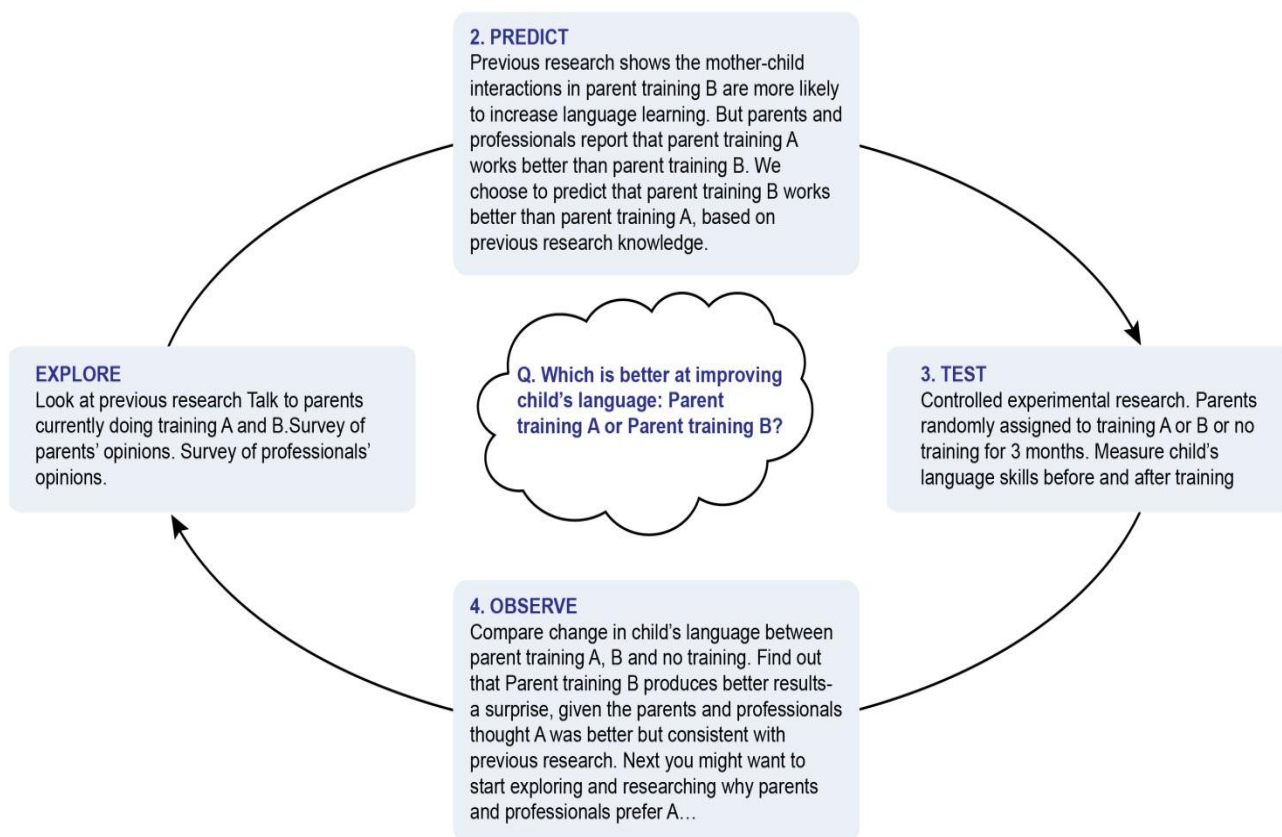 2. PREDICT
Previous research shows the mother-child
interactions in parent training B are more likely
to increase language learning. But parents and
professionals report that parent training A
works better than parent training B. We
choose to predict that parent training B works
better than parent training A, based on
previous research knowledge.
EXPLORE
Look at previous research Talk to parents
currently doing training A and B.Survey of
parents’ opinions. Survey of professionals’
opinions.
Q. Which is better at improving
child’s language: Parent
training A or Parent training B?
3. TEST
Controlled experimental research. Parents
randomly assigned to training A or B or no
training for 3 months. Measure child’s
language skills before and after training
4. OBSERVE
Compare change in child’s language between
parent training A, B and no training. Find out
that Parent training B produces better results-
a surprise, given the parents and professionals
thought A was better but consistent with
previous research. Next you might want to
start exploring and researching why parents
and professionals prefer A…